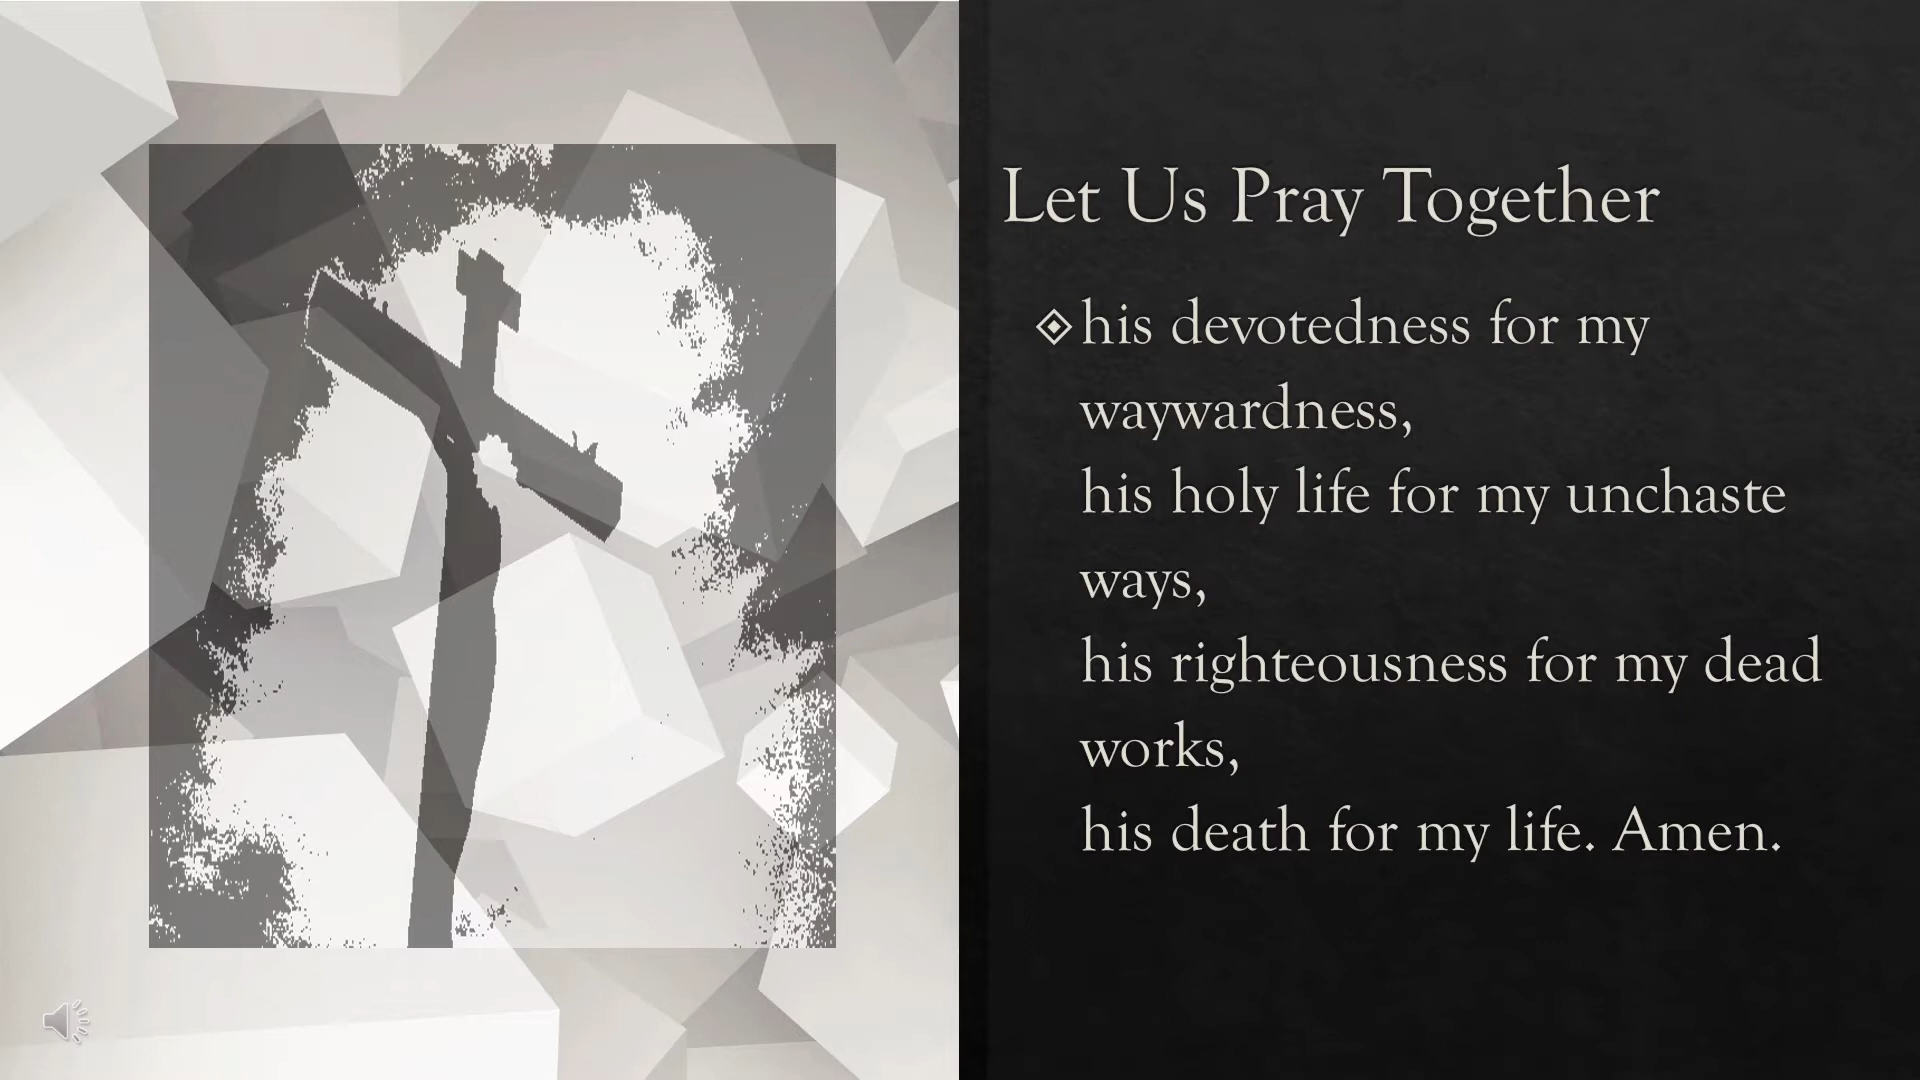 Let Us Pray Together
his devotedness for my
waywardness,
his holy life for my unchaste
ways,
his righteousness for my dead
works,
his death for my life. Amen.